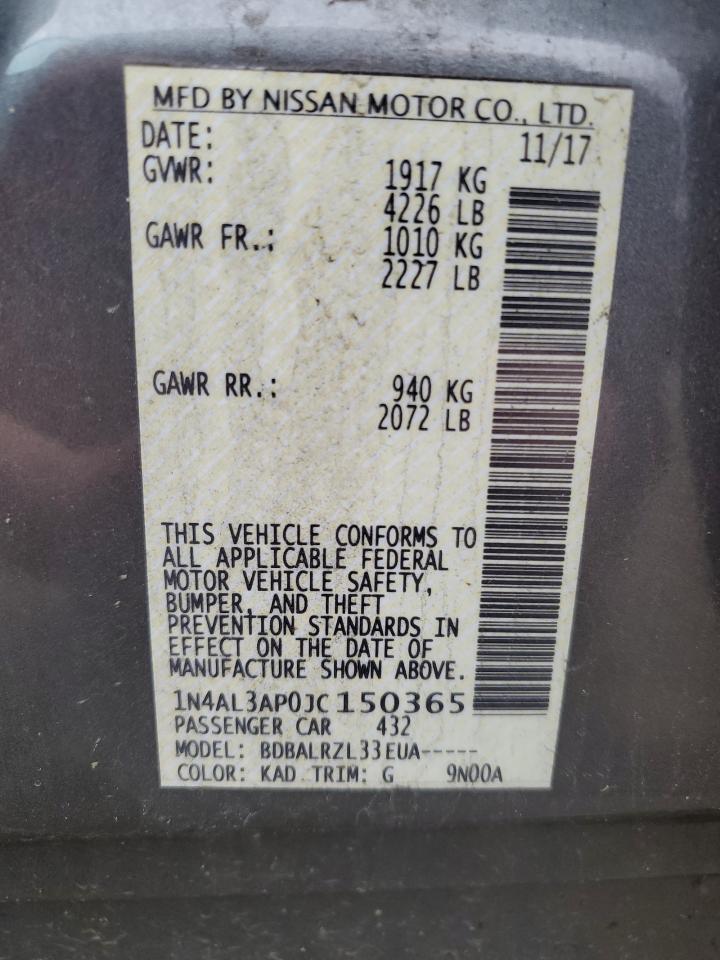 MFD BY NISSAN MOTOR CO., LTD.
DATE: 11/17
GVWR: 1917 KG
4226 LB
GAWR FR.: 1010 KG
2227 LB
GAWR RR.: 940 KG
2072 LB
THIS VEHICLE CONFORMS TO
ALL APPLICABLE FEDERAL
MOTOR VEHICLE SAFETY,
BUMPER, AND THEFT
PREVENTION STANDARDS IN
EFFECT ON THE DATE OF
MANUFACTURE SHOWN ABOVE.
1N4AL3AP0JC150365
PASSENGER CAR 432
MODEL: BDBALRZL33EUA-----
COLOR: KAD TRIM: G 9N00A